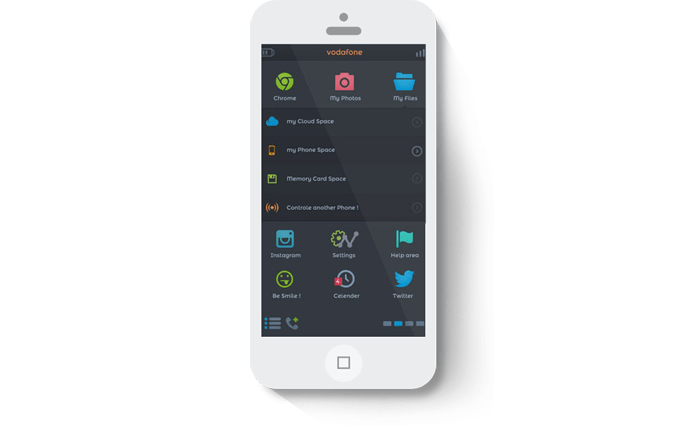 vodafone
Chrome My Photos My Files
my Cloud Space
my Phone Space
Memory Card Space
Controle another Phone !
Instagram Settings Help area
Be Smile ! Celender Twitter